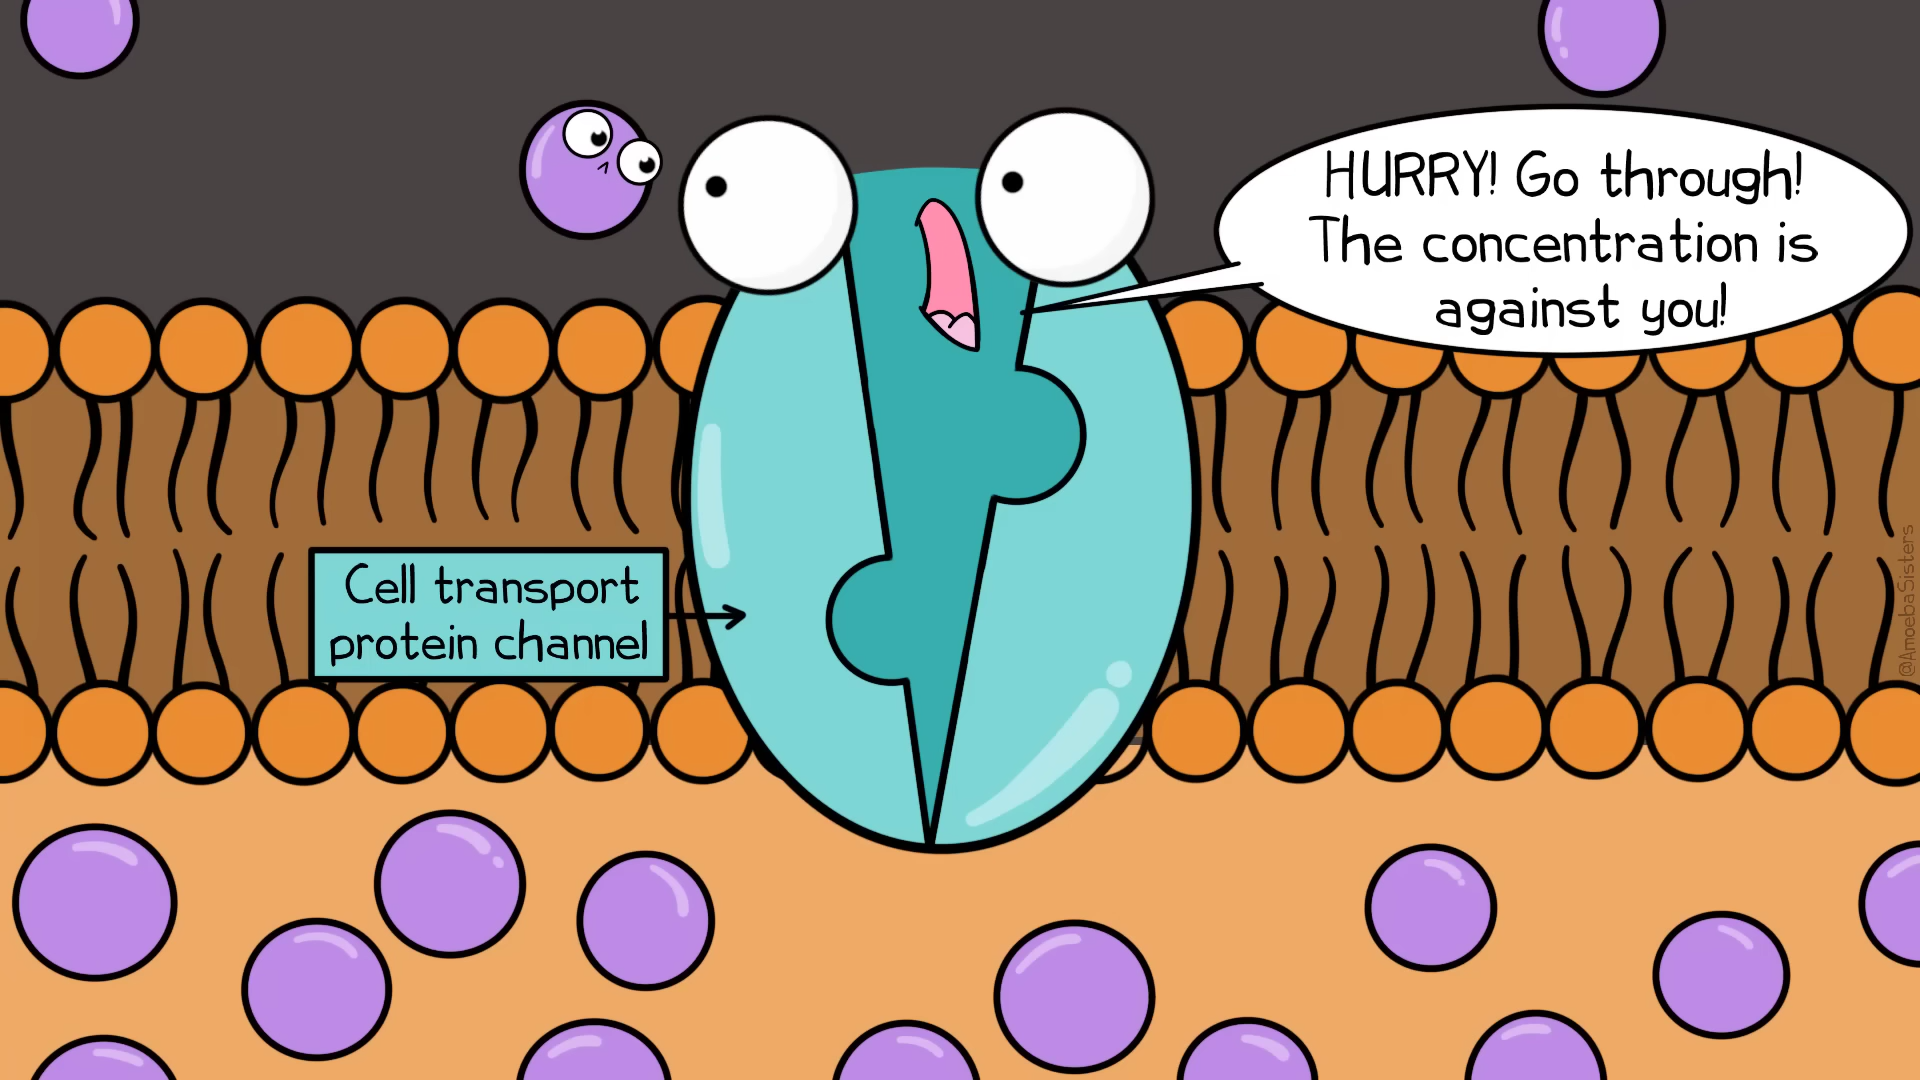 HURRY! Go through!
The concentration is
against you!
Cell transport
protein channel
@AmoebaSisters